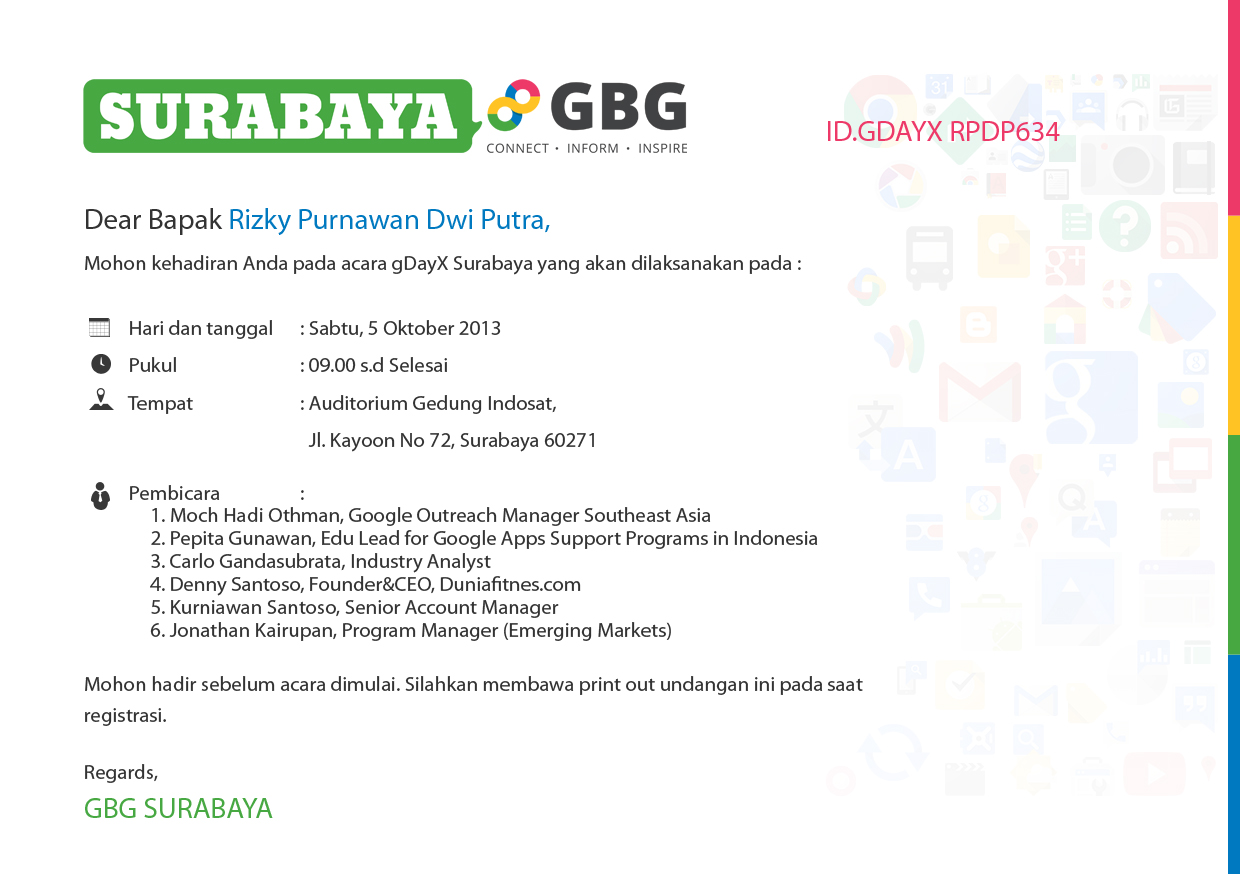 SURABAYA GBG
CONNECT • INFORM • INSPIRE
ID.GDAYX RPDP634
Dear Bapak Rizky Purnawan Dwi Putra,
Mohon kehadiran Anda pada acara gDayX Surabaya yang akan dilaksanakan pada :
Hari dan tanggal : Sabtu, 5 Oktober 2013
Pukul : 09.00 s.d Selesai
Tempat : Auditorium Gedung Indosat,
Jl. Kayoon No 72, Surabaya 60271
Pembicara :
1. Moch Hadi Othman, Google Outreach Manager Southeast Asia
2. Pepita Gunawan, Edu Lead for Google Apps Support Programs in Indonesia
3. Carlo Gandasubrata, Industry Analyst
4. Denny Santoso, Founder&CEO, Duniafitnes.com
5. Kurniawan Santoso, Senior Account Manager
6. Jonathan Kairupan, Program Manager (Emerging Markets)
Mohon hadir sebelum acara dimulai. Silahkan membawa print out undangan ini pada saat
registrasi.
Regards,
GBG SURABAYA